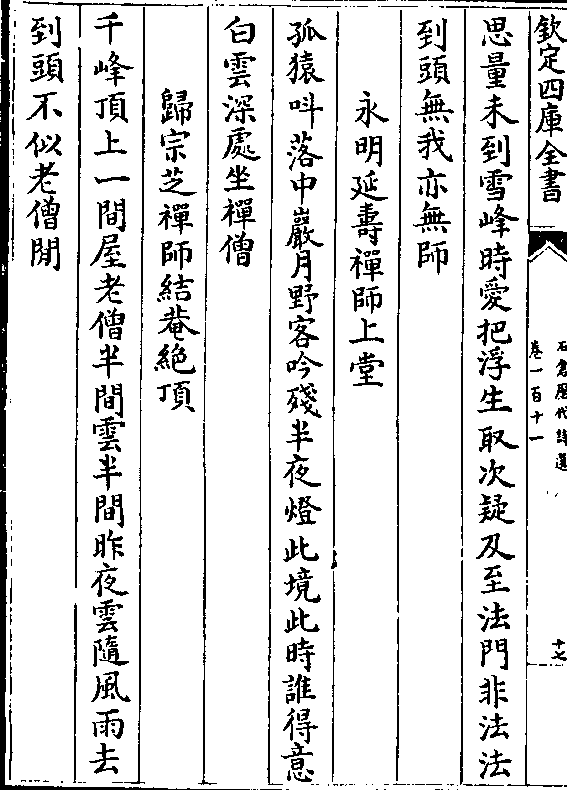 欽定四庫全書
石倉歷代詩選
卷一百十一
十七
思量未到雪峰時愛把浮生取次疑及至法門非法法
到頭無我亦無師
永明延壽禪師上堂
孤猿呌落中巖月野客吟殘半夜燈此境此時誰得意
白雲深處坐禪僧
歸宗芝禪師結菴絶頂
千峰頂上一間屋老僧半間雲半間昨夜雲隨風雨去
到頭不似老僧閒